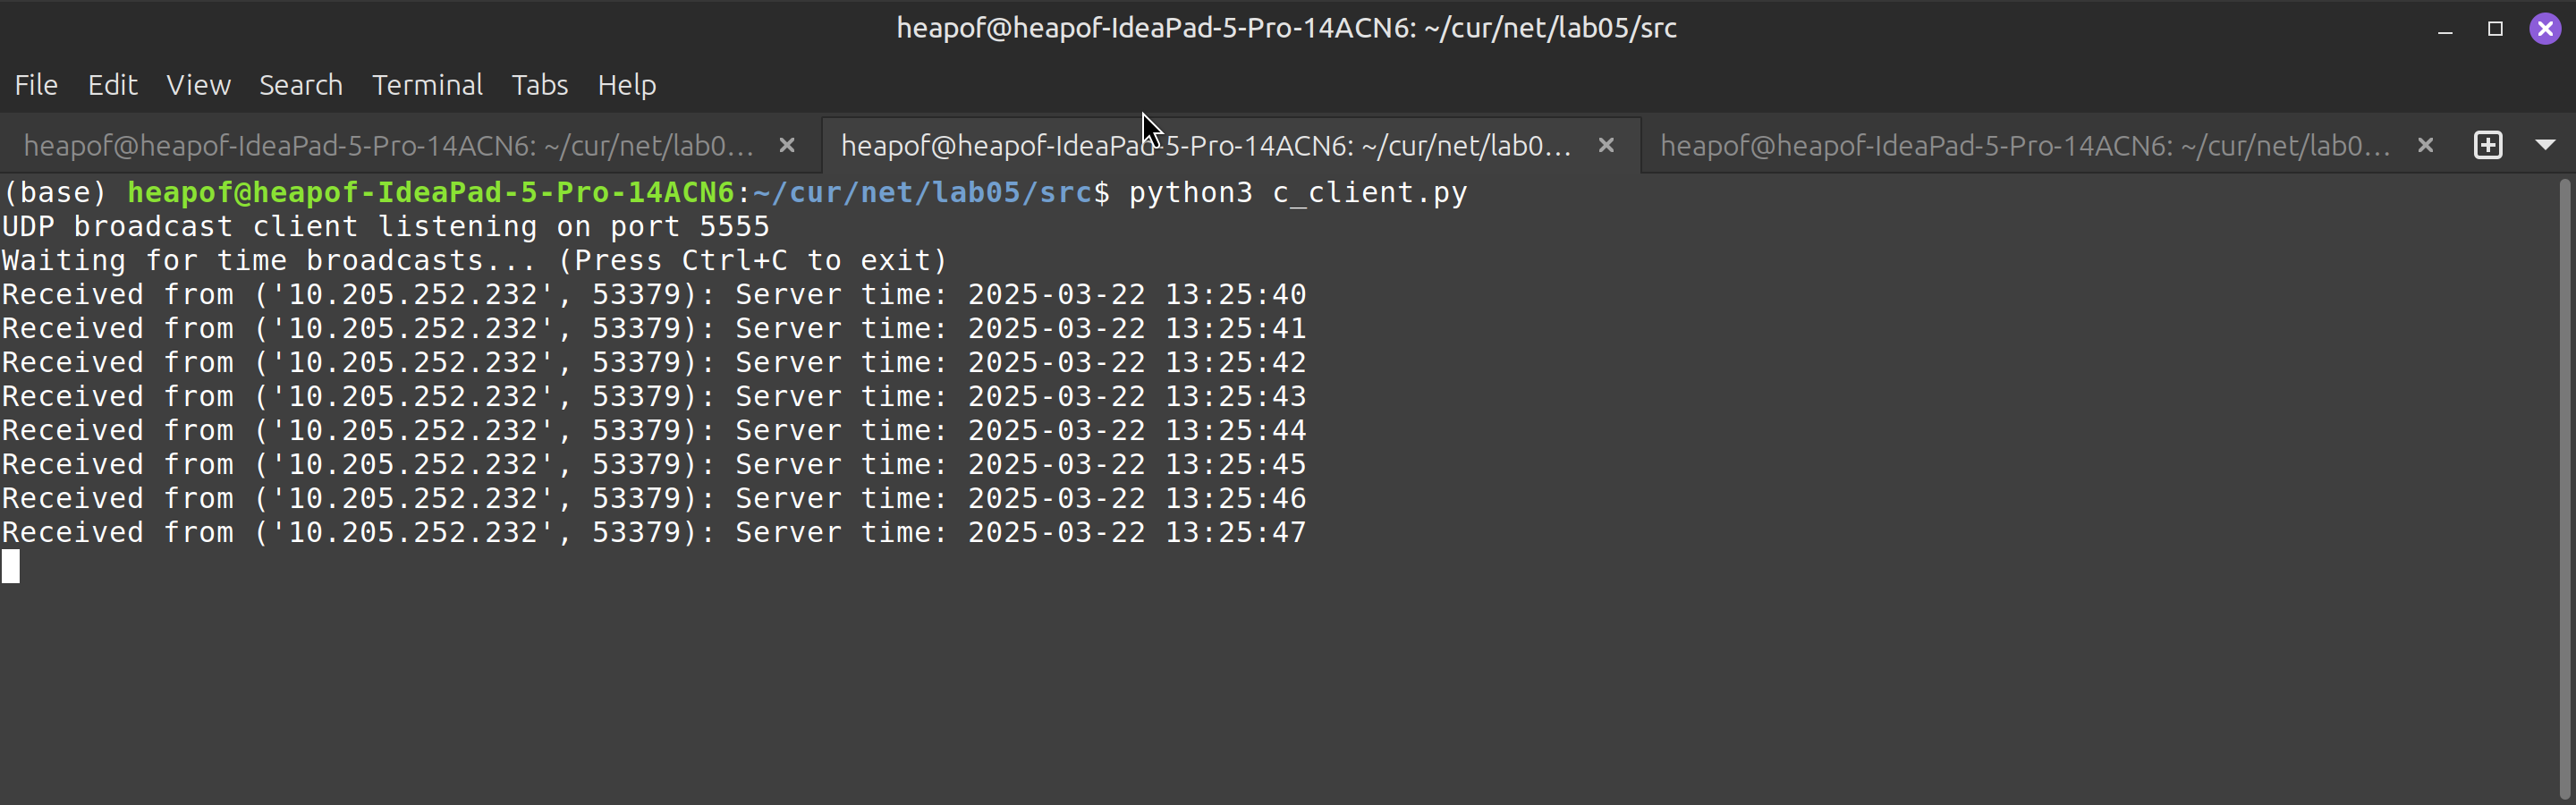 heapof@heapof-IdeaPad-5-Pro-14ACN6: ~/cur/net/lab05/src
File Edit View Search Terminal Tabs Help
heapof@heapof-IdeaPad-5-Pro-14ACN6: ~/cur/net/lab0… heapof@heapof-IdeaPad-5-Pro-14ACN6: ~/cur/net/lab0… heapof@heapof-IdeaPad-5-Pro-14ACN6: ~/cur/net/lab0…
(base) heapof@heapof-IdeaPad-5-Pro-14ACN6:~/cur/net/lab05/src$ python3 c_client.py
UDP broadcast client listening on port 5555
Waiting for time broadcasts... (Press Ctrl+C to exit)
Received from ('10.205.252.232', 53379): Server time: 2025-03-22 13:25:40
Received from ('10.205.252.232', 53379): Server time: 2025-03-22 13:25:41
Received from ('10.205.252.232', 53379): Server time: 2025-03-22 13:25:42
Received from ('10.205.252.232', 53379): Server time: 2025-03-22 13:25:43
Received from ('10.205.252.232', 53379): Server time: 2025-03-22 13:25:44
Received from ('10.205.252.232', 53379): Server time: 2025-03-22 13:25:45
Received from ('10.205.252.232', 53379): Server time: 2025-03-22 13:25:46
Received from ('10.205.252.232', 53379): Server time: 2025-03-22 13:25:47